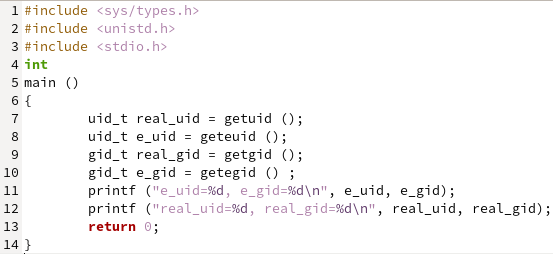 1 #include <sys/types.h>
2 #include <unistd.h>
3 #include <stdio.h>
4 int
5 main ()
6 {
7         uid_t real_uid = getuid ();
8         uid_t e_uid = geteuid ();
9         gid_t real_gid = getgid ();
10         gid_t e_gid = getegid () ;
11         printf ("e_uid=%d, e_gid=%d\n", e_uid, e_gid);
12         printf ("real_uid=%d, real_gid=%d\n", real_uid, real_gid);
13         return 0;
14 }